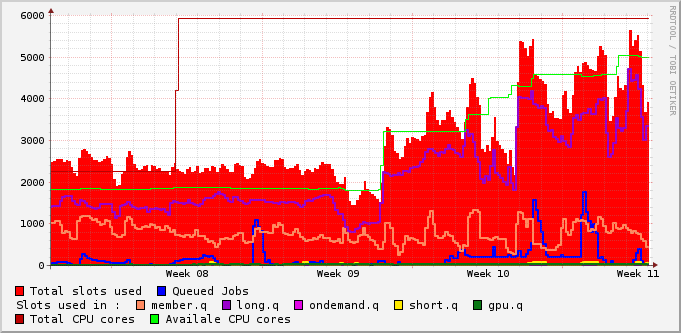 6000
5000
4000
3000
2000
1000
0
Week 08 Week 09 Week 10 Week 11
RRDTOOL / TOBI OETIKER
Total slots used Queued Jobs
Slots used in : member.q long.q ondemand.q short.q gpu.q
Total CPU cores Availale CPU cores